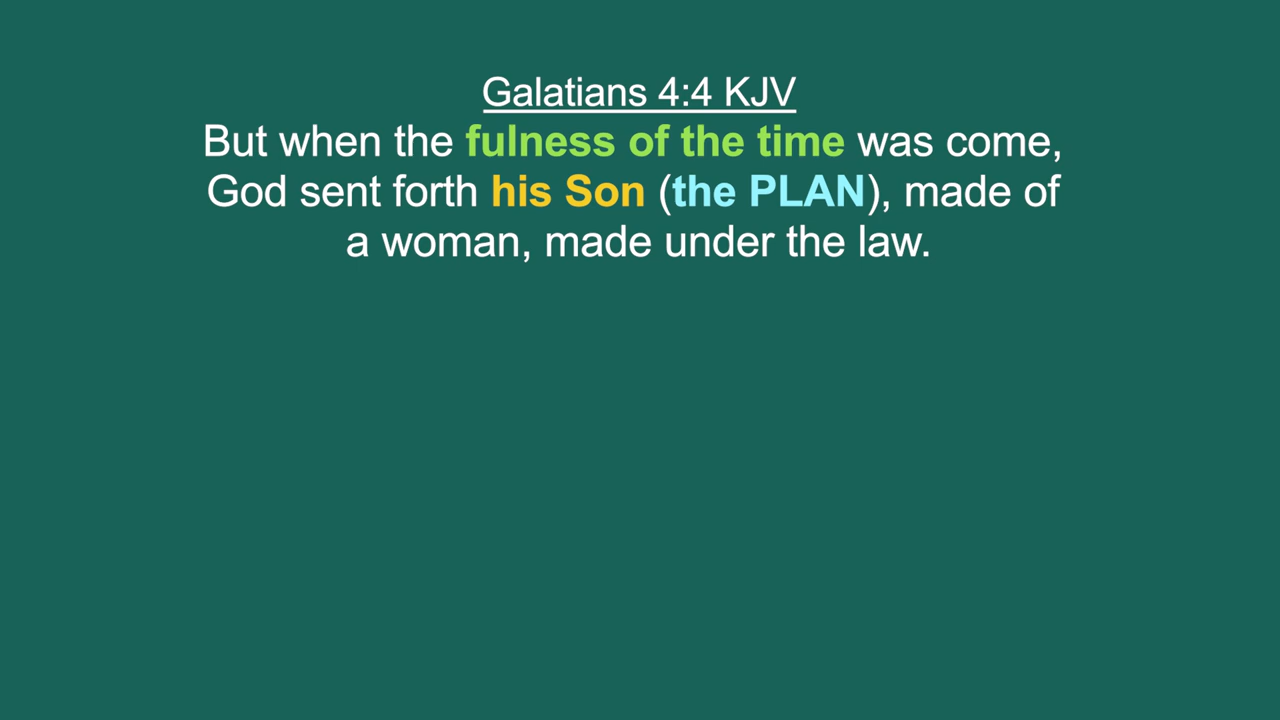 Galatians 4:4 KJV
But when the fulness of the time was come,
God sent forth his Son (the PLAN), made of
a woman, made under the law.